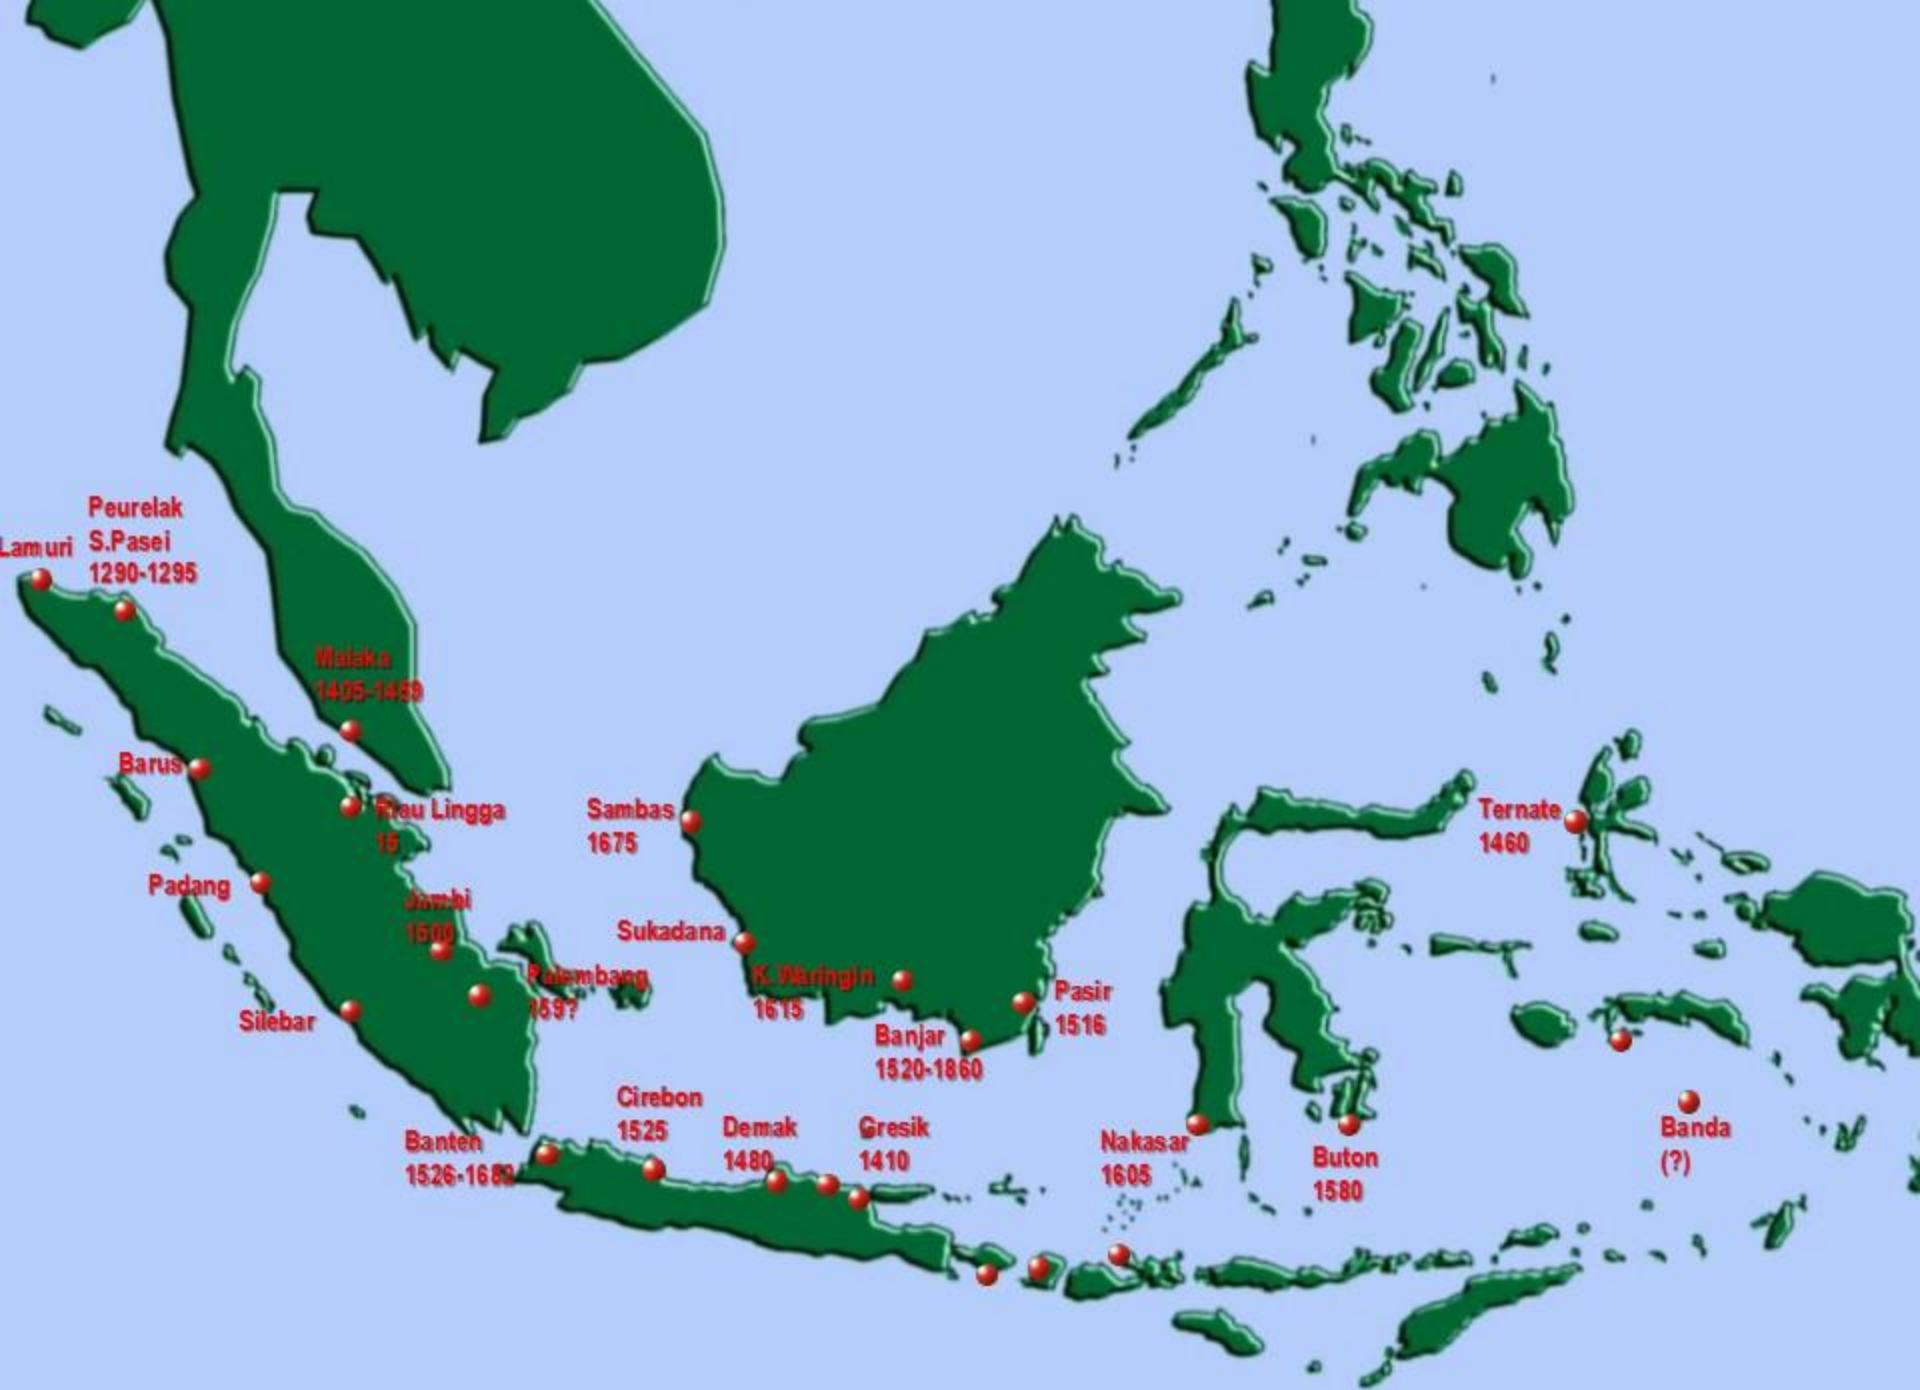 Peurelak
Lamuri
S.Pasei
1290-1295
Malaka
1405-1459
Barus
Riau Lingga
15
Padang
Jambi
1500
Silebar
Palembang
159?
Sambas
1675
Sukadana
K.Waringin
1615
Pasir
1516
Banjar
1520-1860
Ternate
1460
Cirebon
1525
Demak
1480
Gresik
1410
Banten
1526-1682
Nakasar
1605
Buton
1580
Banda
(?)